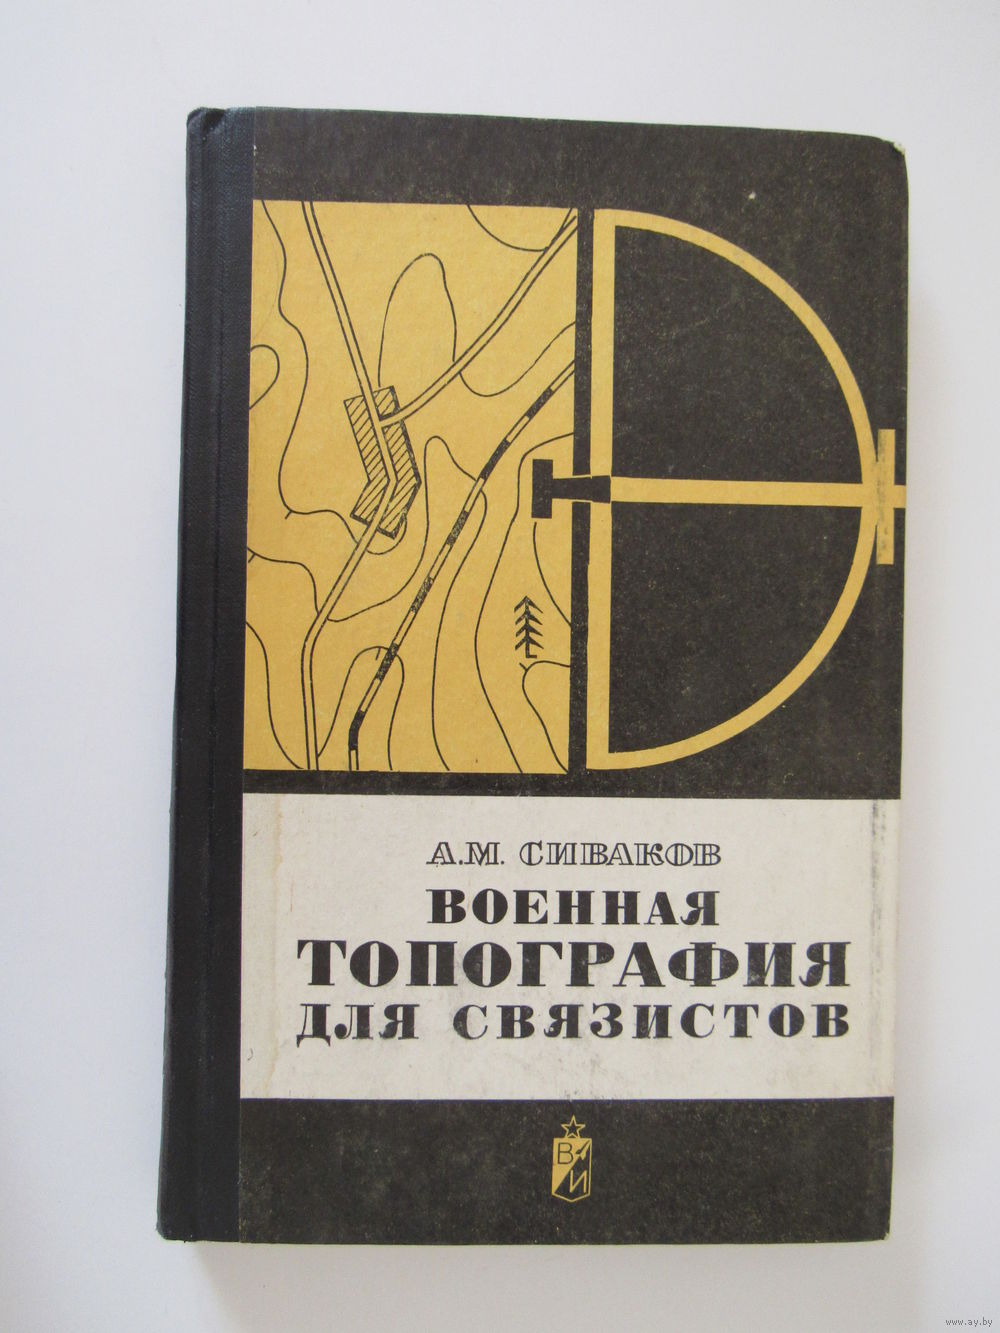 А.М. СИВАКОВ
ВОЕННАЯ
ТОПОГРАФИЯ
ДЛЯ СВЯЗИСТОВ
В
И
www.ay.by